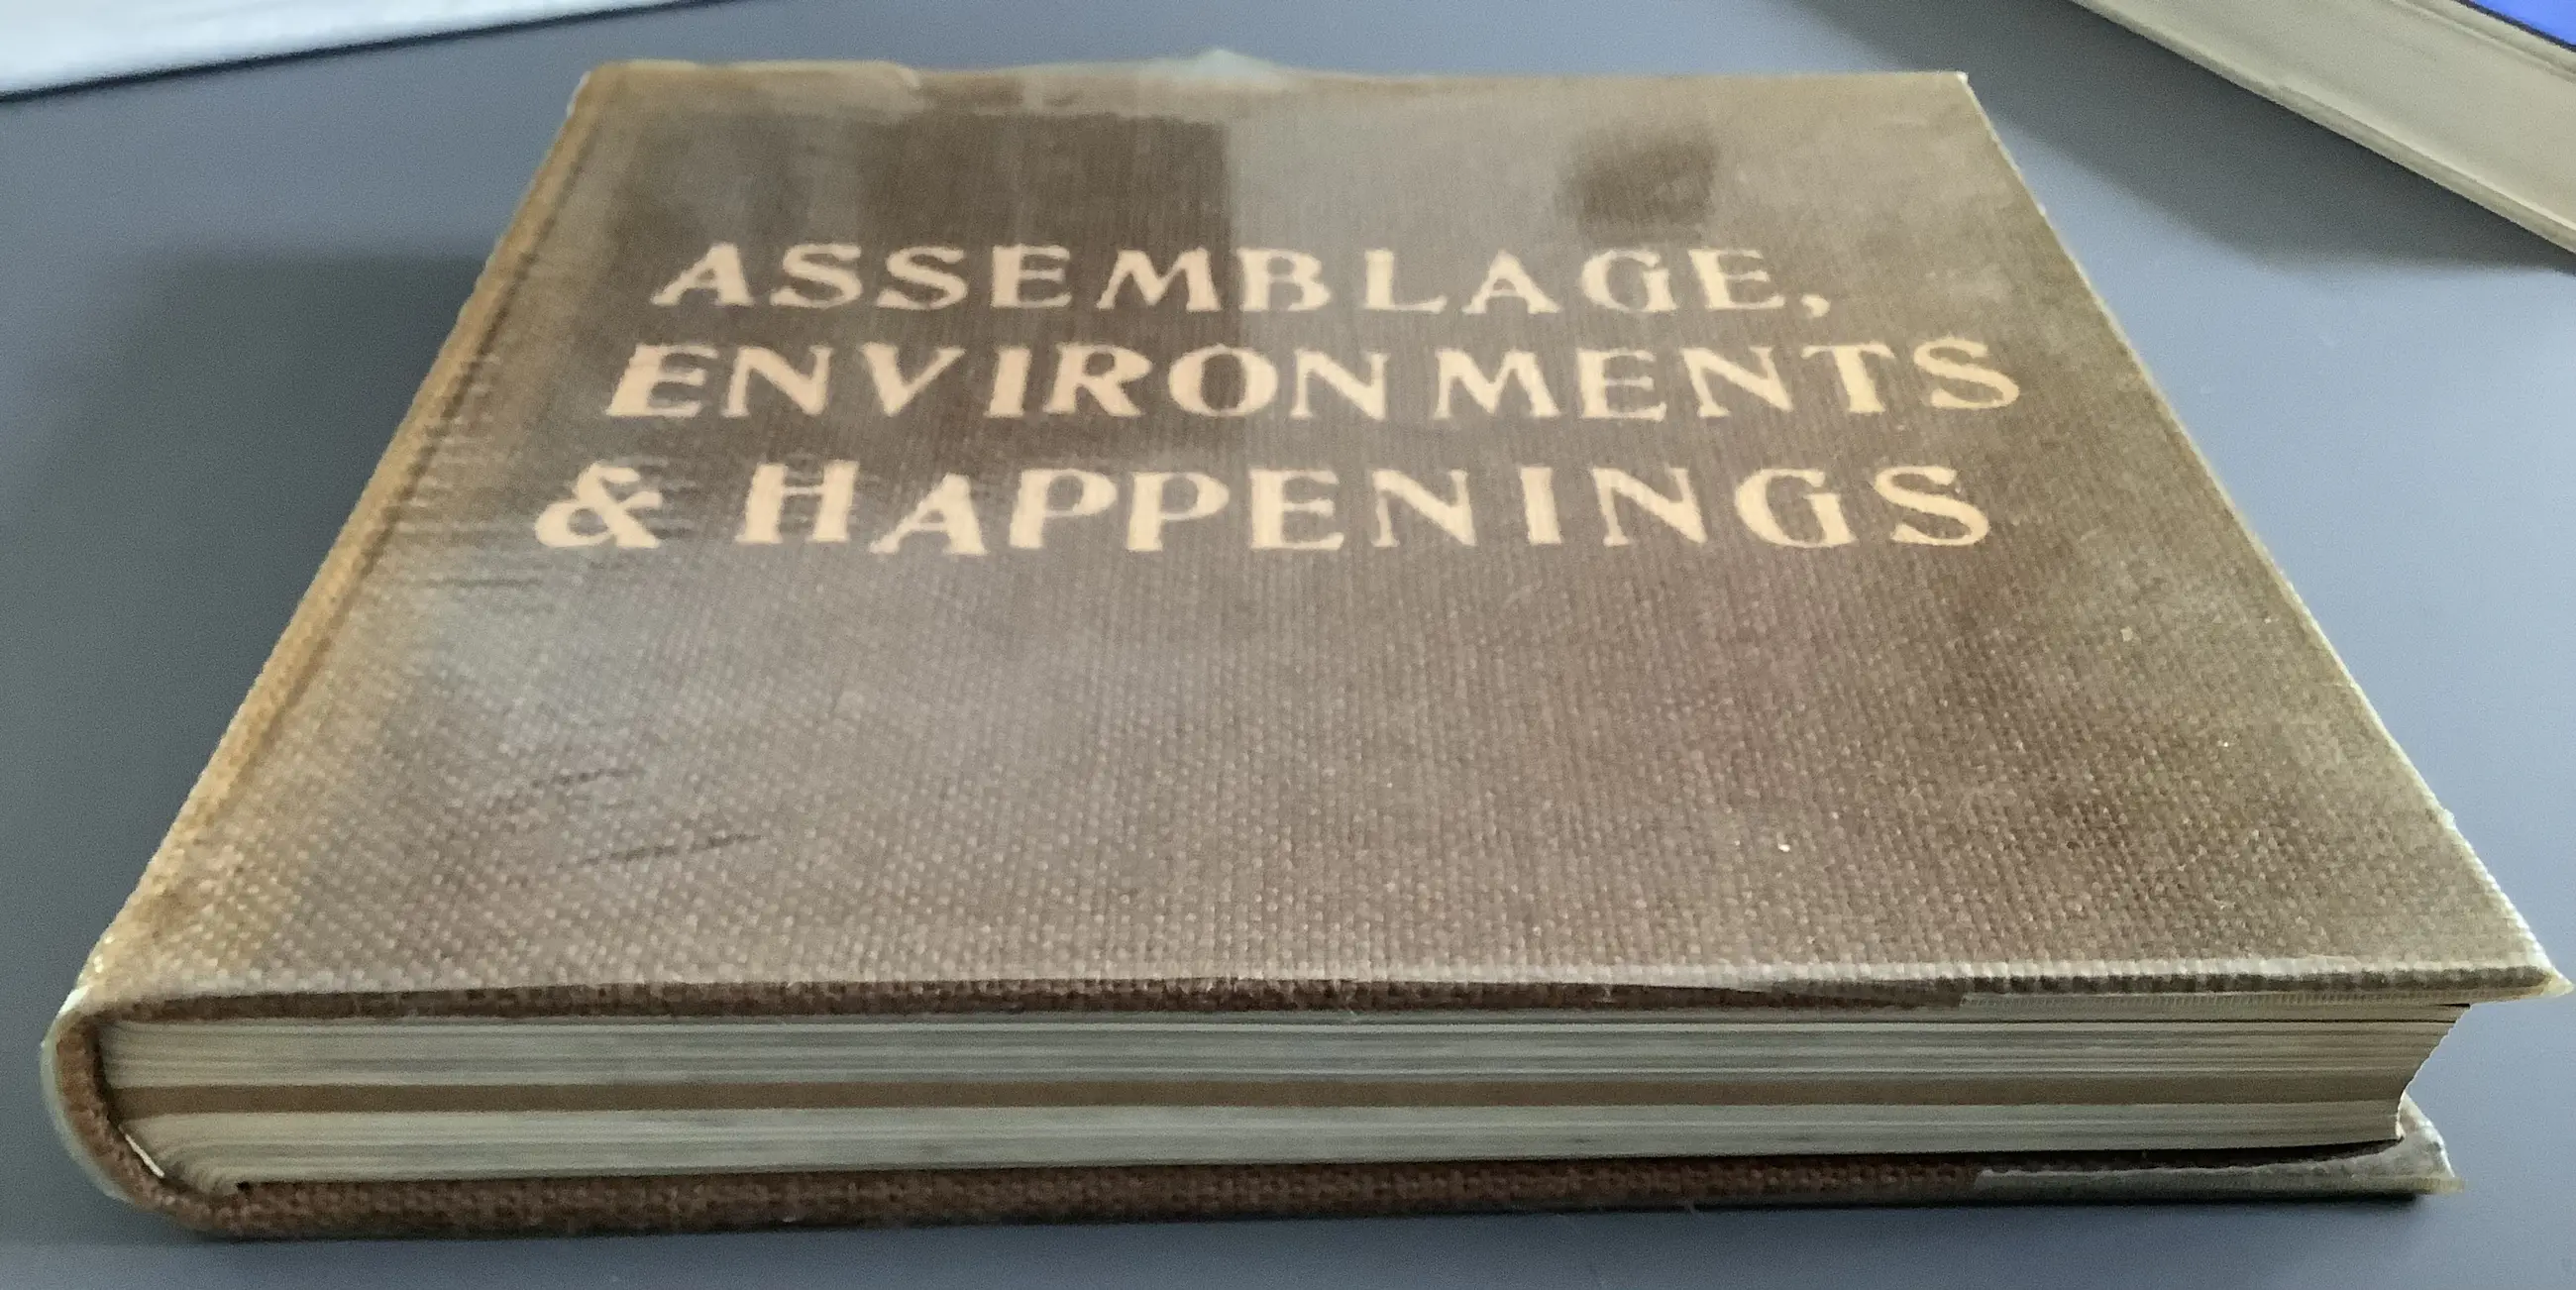 ASSEMBLAGE,
ENVIRONMENTS
& HAPPENINGS